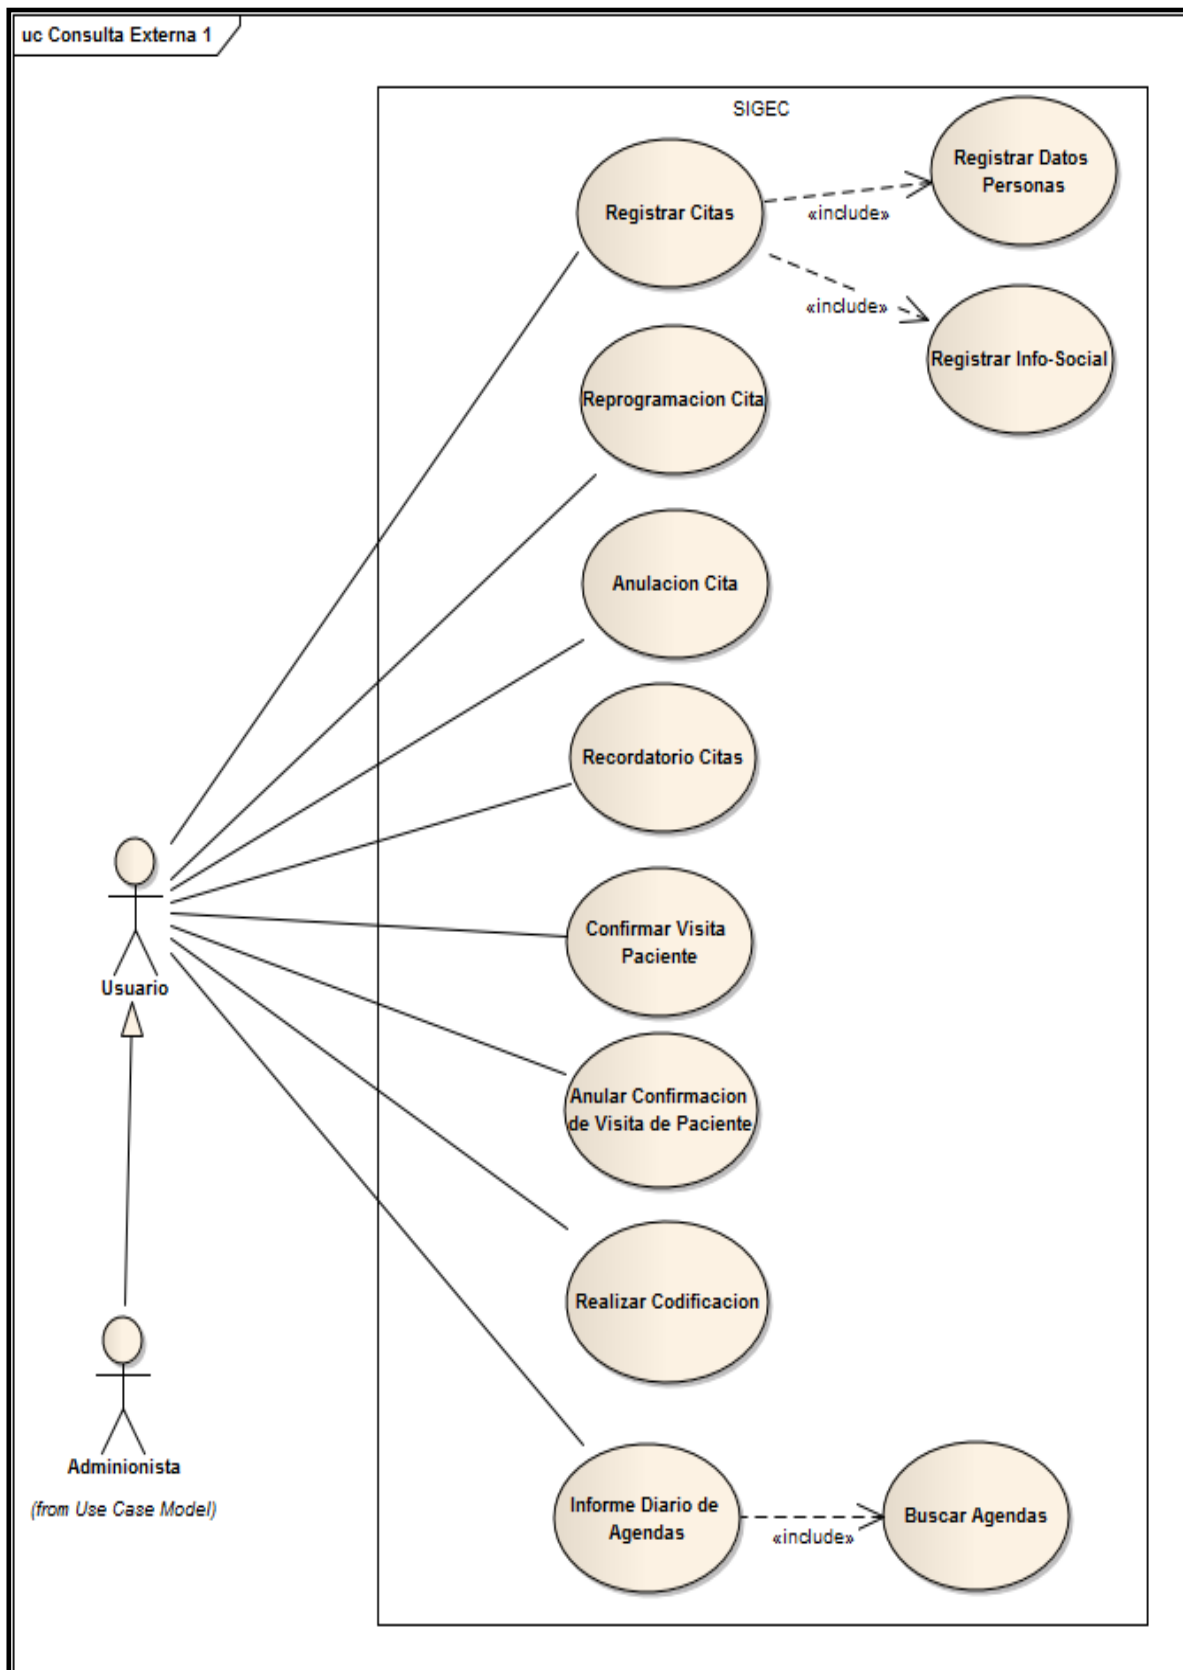 uc Consulta Externa 1
SIGEC
Registrar Citas
Registrar Datos
Personas
«include»
«include»
Registrar Info-Social
Reprogramacion Cita
Anulacion Cita
Recordatorio Citas
Confirmar Visita
Paciente
Usuario
Anular Confirmacion
de Visita de Paciente
Realizar Codificacion
Adminionista
(from Use Case Model)
Informe Diario de
Agendas
«include»
Buscar Agendas